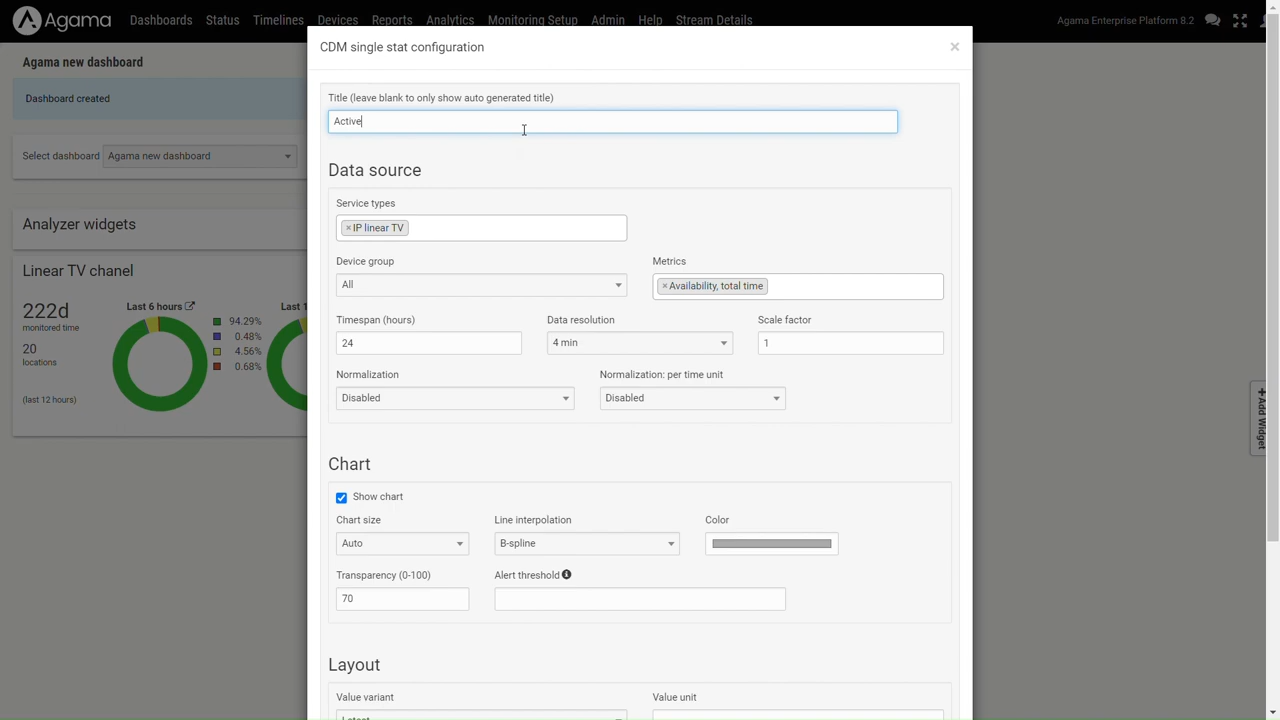 Agama
Dashboards Status Timelines Devices Reports Analytics Monitoring Setup Admin Help Stream Details
Agama Enterprise Platform 8.2
Agama new dashboard
Dashboard created
Select dashboard Agama new dashboard
Analyzer widgets
Linear TV chanel
222d
monitored time
20
locations
(last 12 hours)
Last 6 hours
94.29%
0.48%
4.56%
0.68%
Last 1
CDM single stat configuration
×
Title (leave blank to only show auto generated title)
Active
Data source
Service types
×IP linear TV
Device group
Metrics
All
×Availability, total time
Timespan (hours)
Data resolution
Scale factor
24
4 min
1
Normalization
Normalization: per time unit
Disabled
Disabled
Chart
Show chart
Chart size
Line interpolation
Color
Auto
B-spline
Transparency (0-100)
Alert threshold
70
Layout
Value variant
Value unit
Latest
+ Add Widget